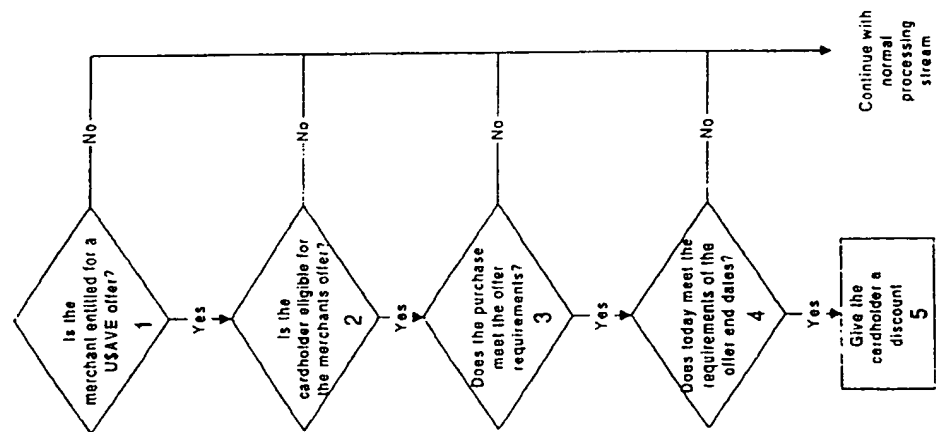 Is the
merchant entitled for a
U$AVE offer?
1
No
Yes
Is the
cardholder eligible for
the merchants offer?
2
No
Yes
Does the purchase
meet the offer
requirements?
3
No
Yes
Does today meet the
requirements of the
offer end dates?
4
No
Yes
Give the
cardholder a
discount
5
Continue with
normal
processing
stream